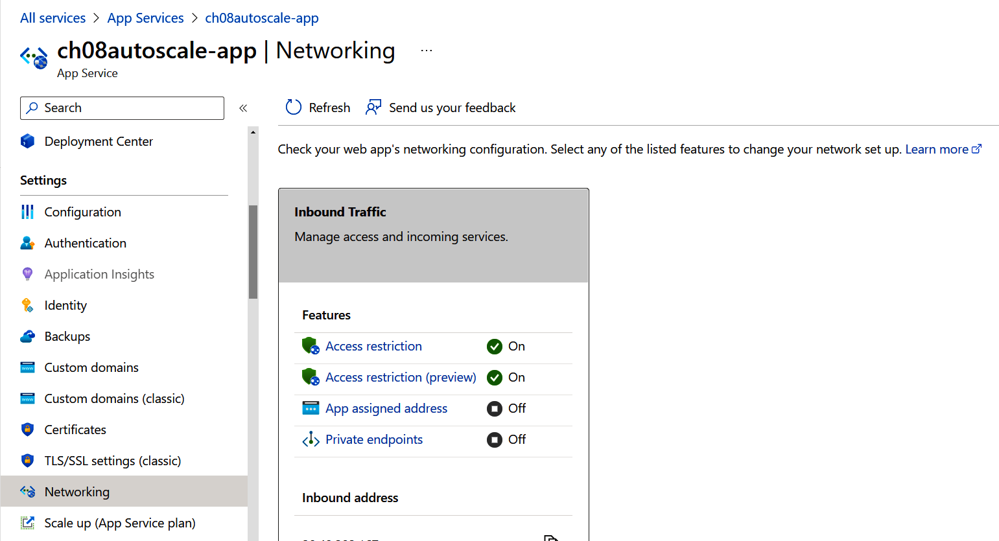 All services > App Services > ch08autoscale-app
ch08autoscale-app | Networking ...
App Service
Search
«
Refresh
Send us your feedback
Deployment Center
Settings
Configuration
Authentication
Application Insights
Identity
Backups
Custom domains
Custom domains (classic)
Certificates
TLS/SSL settings (classic)
Networking
Scale up (App Service plan)
Check your web app's networking configuration. Select any of the listed features to change your network set up. Learn more
Inbound Traffic
Manage access and incoming services.
Features
Access restriction On
Access restriction (preview) On
App assigned address Off
Private endpoints Off
Inbound address